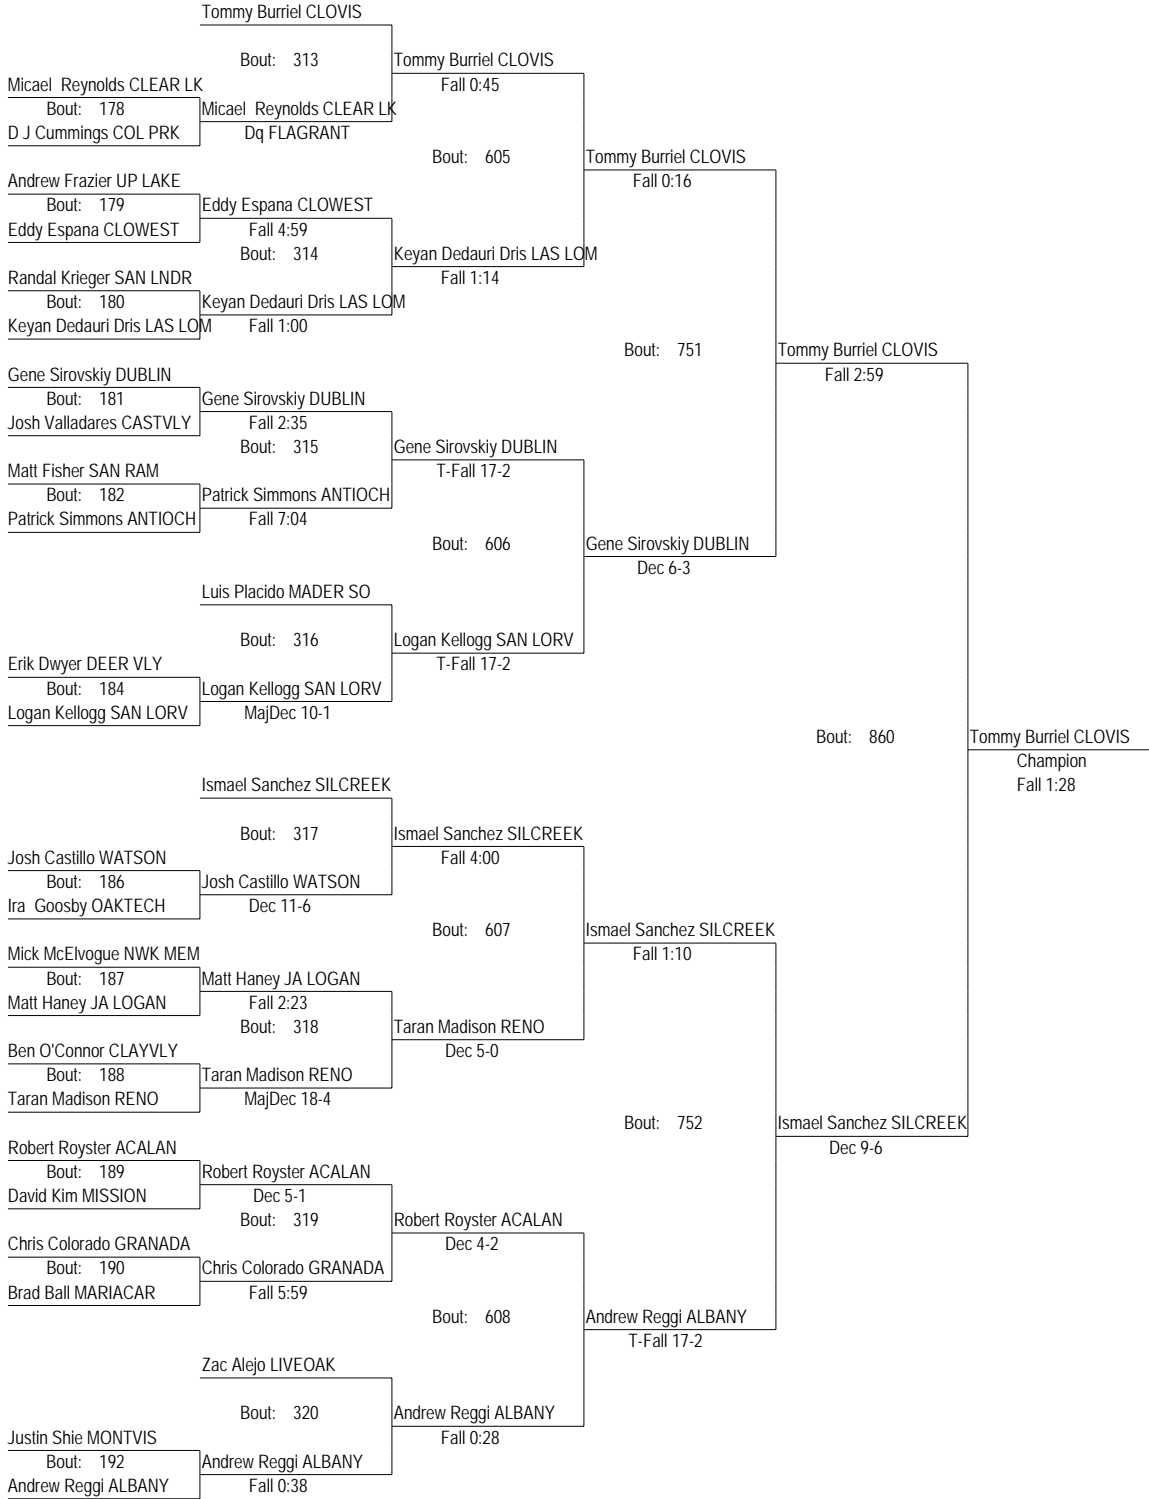 Tommy Burriel CLOVIS
Bout: 313 Tommy Burriel CLOVIS
Micael  Reynolds CLEAR LK Fall 0:45
Bout: 178 Micael  Reynolds CLEAR LK
D J Cummings COL PRK Dq FLAGRANT
Bout: 605 Tommy Burriel CLOVIS
Andrew Frazier UP LAKE Fall 0:16
Bout: 179 Eddy Espana CLOWEST
Eddy Espana CLOWEST Fall 4:59
Bout: 314 Keyan Dedauri Dris LAS LOM
Randal Krieger SAN LNDR Fall 1:14
Bout: 180 Keyan Dedauri Dris LAS LOM
Keyan Dedauri Dris LAS LOM Fall 1:00
Bout: 751 Tommy Burriel CLOVIS
Gene Sirovskiy DUBLIN Fall 2:59
Bout: 181 Gene Sirovskiy DUBLIN
Josh Valladares CASTVLY Fall 2:35
Bout: 315 Gene Sirovskiy DUBLIN
Matt Fisher SAN RAM T-Fall 17-2
Bout: 182 Patrick Simmons ANTIOCH
Patrick Simmons ANTIOCH Fall 7:04
Bout: 606 Gene Sirovskiy DUBLIN
Dec 6-3
Luis Placido MADER SO
Bout: 316 Logan Kellogg SAN LORV
Erik Dwyer DEER VLY T-Fall 17-2
Bout: 184 Logan Kellogg SAN LORV
Logan Kellogg SAN LORV MajDec 10-1
Bout: 860 Tommy Burriel CLOVIS
Champion
Ismael Sanchez SILCREEK Fall 1:28
Bout: 317 Ismael Sanchez SILCREEK
Josh Castillo WATSON Fall 4:00
Bout: 186 Josh Castillo WATSON
Ira  Goosby OAKTECH Dec 11-6
Bout: 607 Ismael Sanchez SILCREEK
Mick McElvogue NWK MEM Fall 1:10
Bout: 187 Matt Haney JA LOGAN
Matt Haney JA LOGAN Fall 2:23
Bout: 318 Taran Madison RENO
Ben O'Connor CLAYVLY Dec 5-0
Bout: 188 Taran Madison RENO
Taran Madison RENO MajDec 18-4
Bout: 752 Ismael Sanchez SILCREEK
Robert Royster ACALAN Dec 9-6
Bout: 189 Robert Royster ACALAN
David Kim MISSION Dec 5-1
Bout: 319 Robert Royster ACALAN
Chris Colorado GRANADA Dec 4-2
Bout: 190 Chris Colorado GRANADA
Brad Ball MARIACAR Fall 5:59
Bout: 608 Andrew Reggi ALBANY
T-Fall 17-2
Zac Alejo LIVEOAK
Bout: 320 Andrew Reggi ALBANY
Justin Shie MONTVIS Fall 0:28
Bout: 192 Andrew Reggi ALBANY
Andrew Reggi ALBANY Fall 0:38